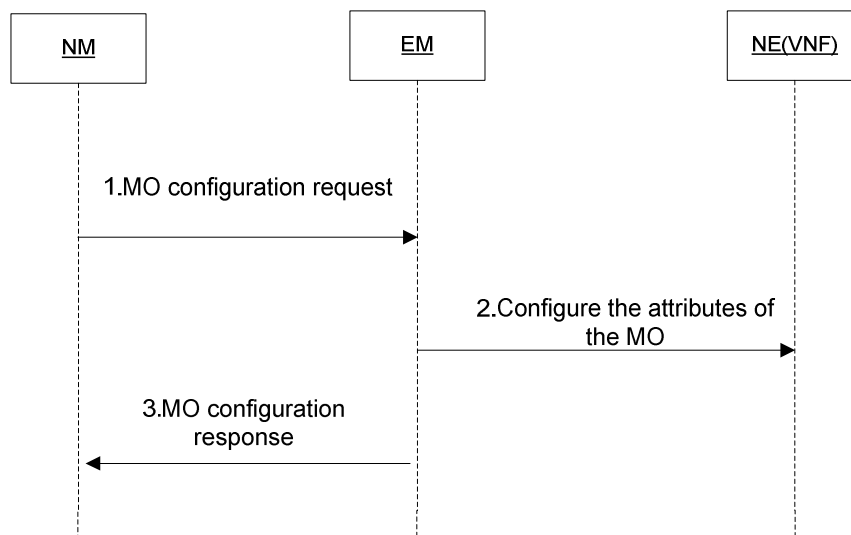 NM
EM
NE(VNF)
1.MO configuration request
2.Configure the attributes of
the MO
3.MO configuration
response